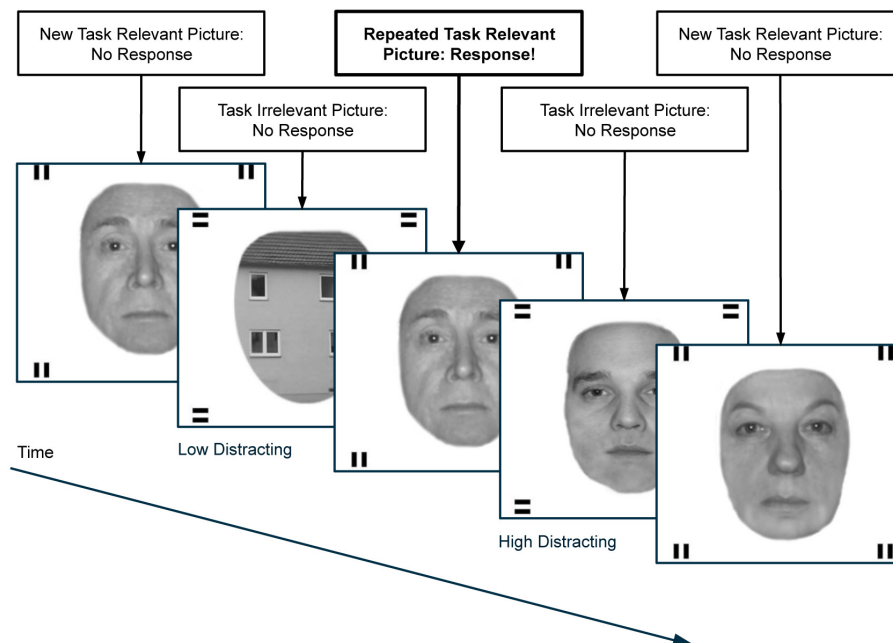 New Task Relevant Picture:
No Response
Repeated Task Relevant
Picture: Response!
New Task Relevant Picture:
No Response
Task Irrelevant Picture:
No Response
Task Irrelevant Picture:
No Response
Low Distracting
Time
High Distracting